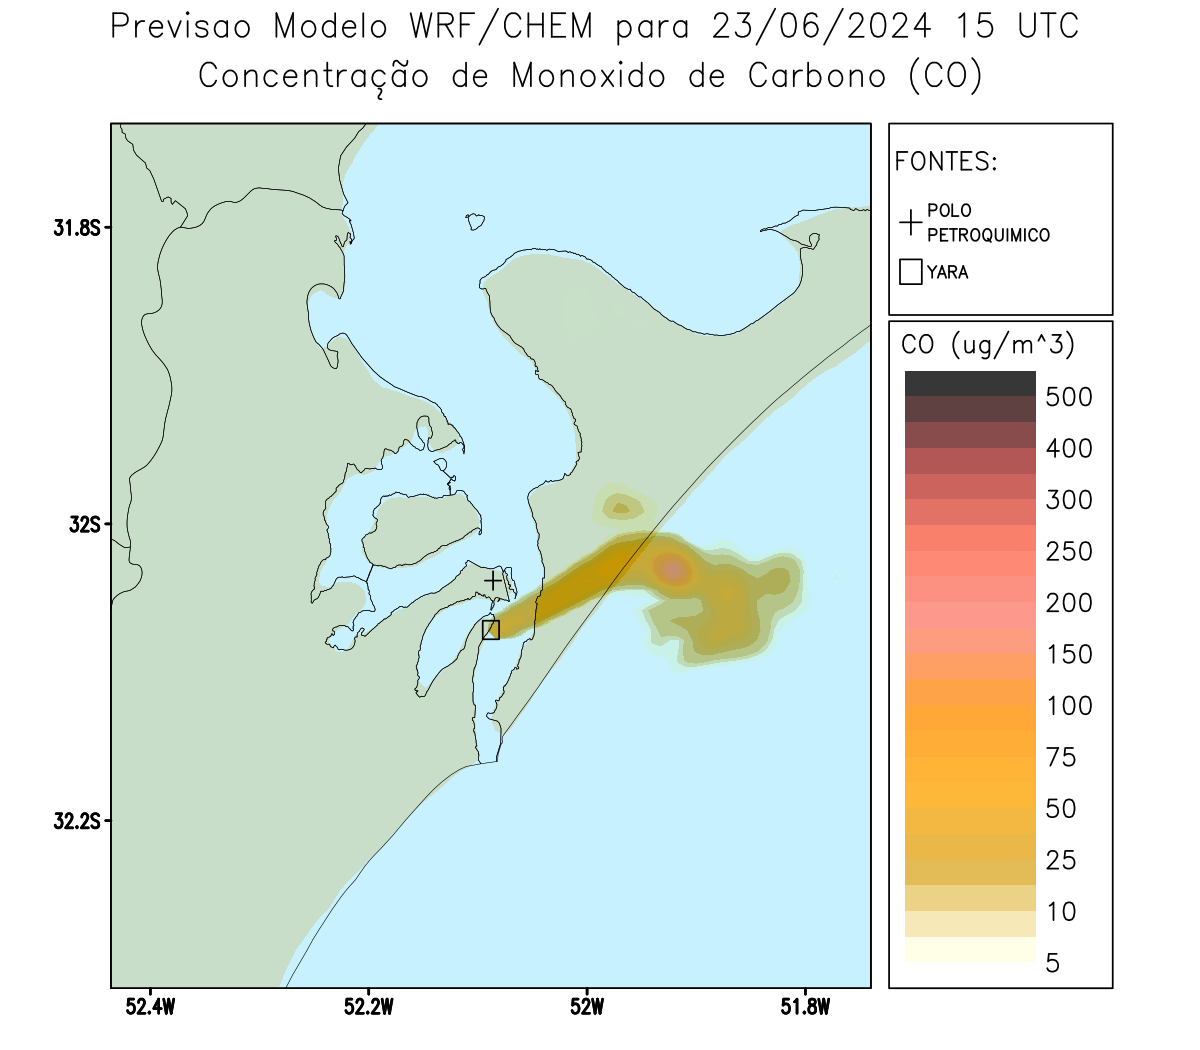 Previsao Modelo WRF/CHEM para 23/06/2024 15 UTC
Concentração de Monoxido de Carbono (CO)
FONTES:
POLO
PETROQUIMICO
YARA
CO (ug/m^3)
500
400
300
250
200
150
100
75
50
25
10
5
31.8S
32S
32.2S
52.4W
52.2W
52W
51.8W